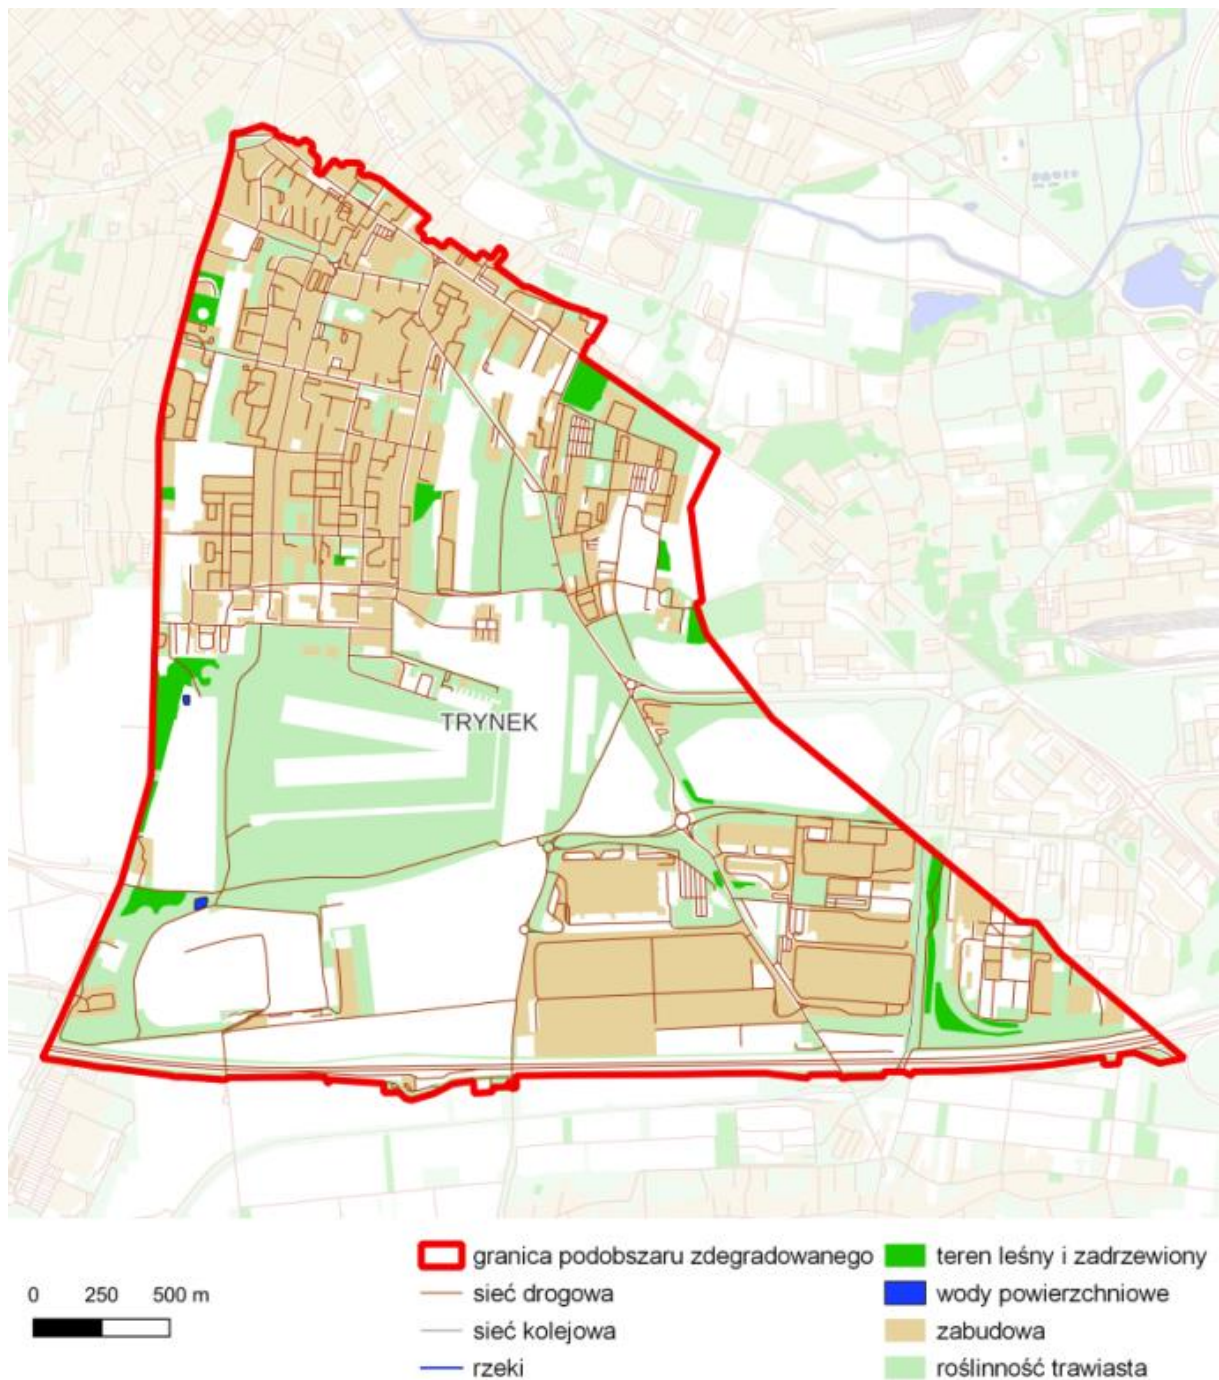 TRYNEK
granica podobszaru zdegradowanego
teren leśny i zadrzewiony
0 250 500 m
sieć drogowa
wody powierzchniowe
sieć kolejowa
zabudowa
rzeki
roślinność trawiasta